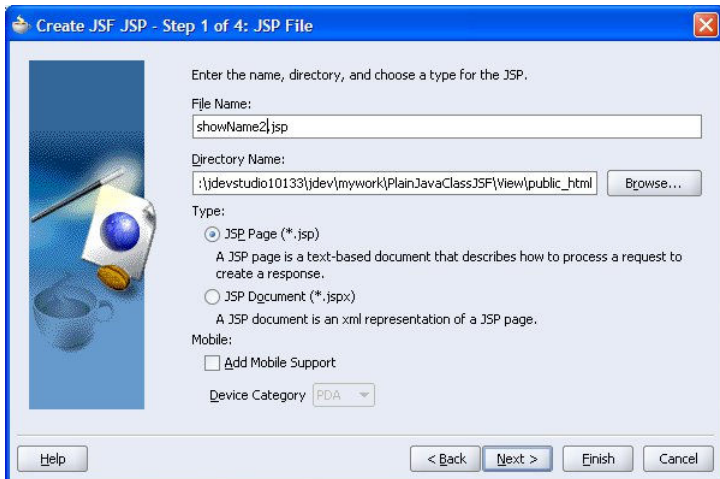 Create JSF JSP - Step 1 of 4: JSP File
Enter the name, directory, and choose a type for the JSP.
File Name:
showName2.jsp
Directory Name:
:\jdevstudio10133\jdev\mywork\PlainJavaClassJSF\View\public_html
Browse...
Type:
JSP Page (*.jsp)
A JSP page is a text-based document that describes how to process a request to
create a response.
JSP Document (*.jspx)
A JSP document is an xml representation of a JSP page.
Mobile:
Add Mobile Support
Device Category PDA
Help
< Back
Next >
Finish
Cancel